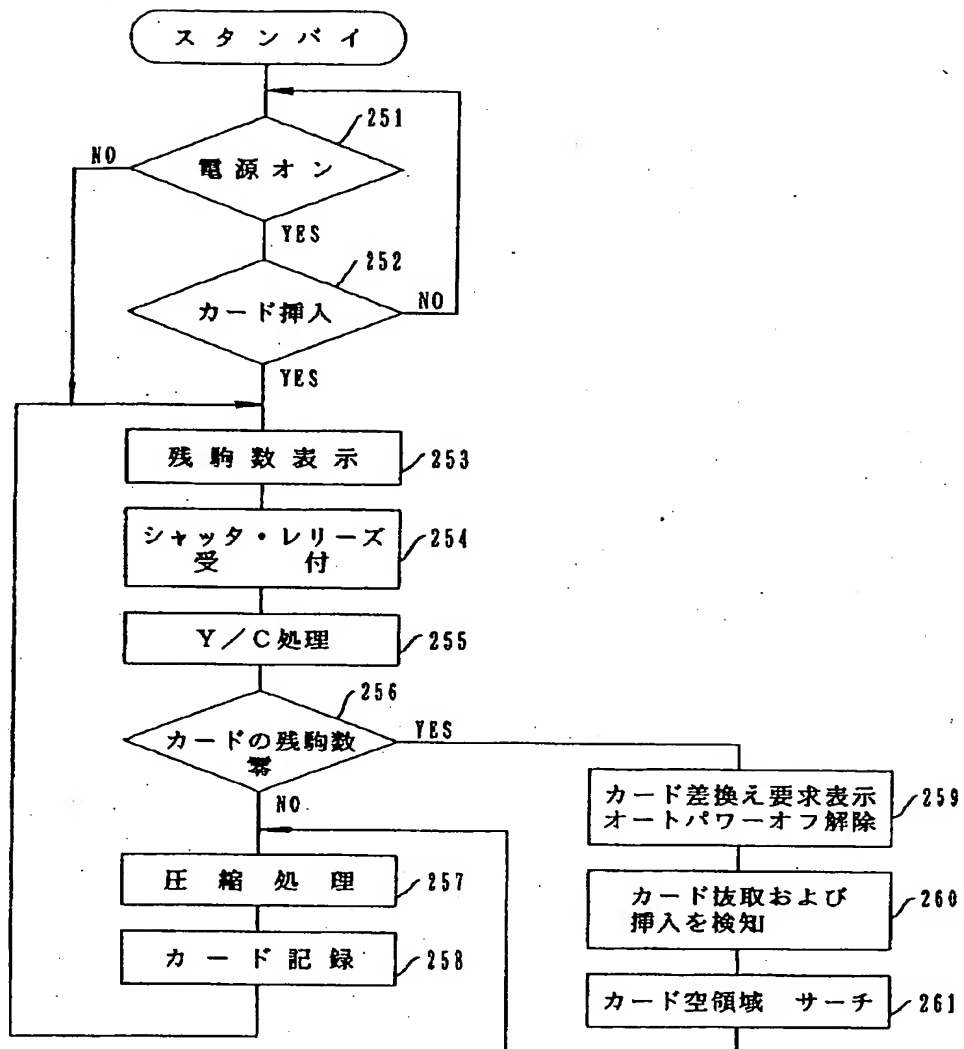 スタンバイ
251
NO
電源オン
YES
252
カード挿入
NO
YES
残駒数表示
253
シャッタ・レリーズ
受付
254
Y/C処理
255
256
カードの残駒数
零
YES
NO
カード差換え要求表示
オートパワーオフ解除
259
圧縮処理
257
カード抜取および
挿入を検知
260
カード記録
258
カード空領域 サーチ
261